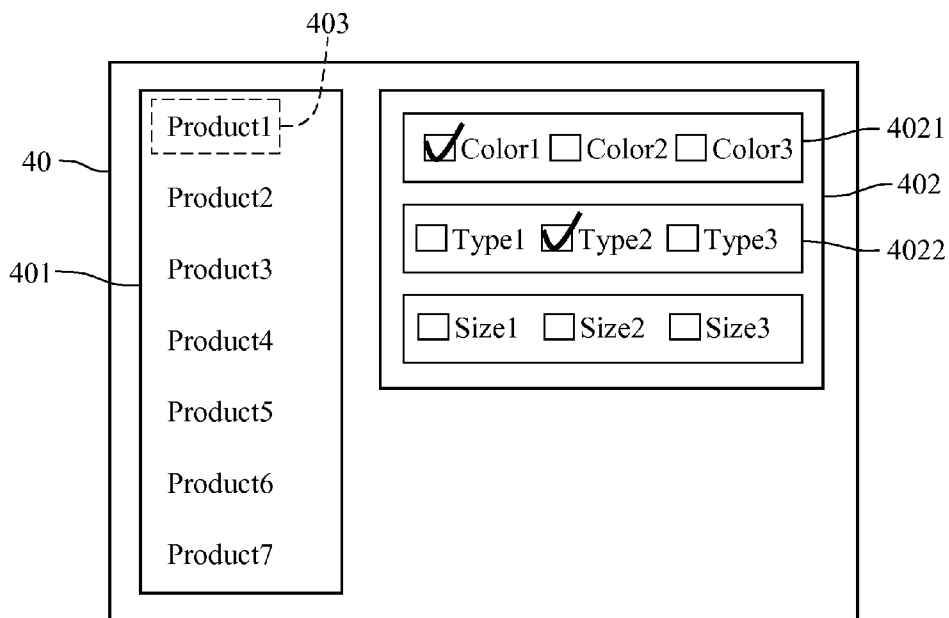 403
Product1
Color1 Color2 Color3
4021
40
402
Product2
Type1 Type2 Type3
4022
401
Product3
Size1 Size2 Size3
Product4
Product5
Product6
Product7